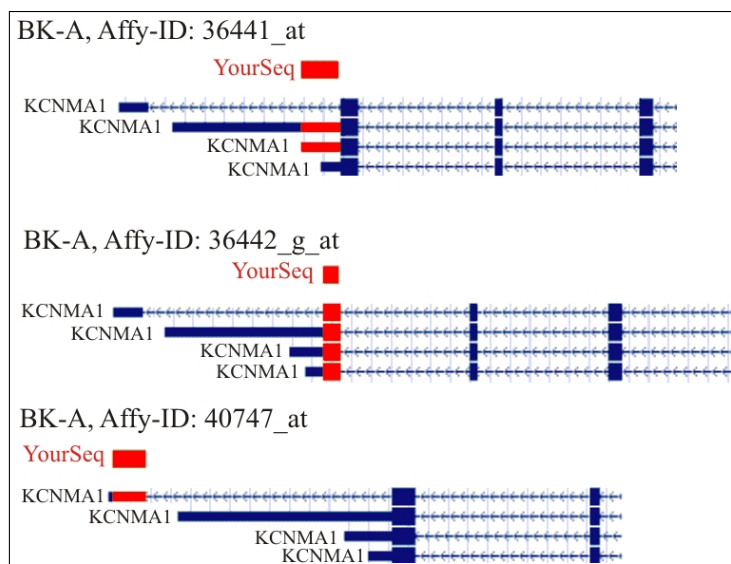 BK-A, Affy-ID: 36441_at
YourSeq
KCNMA1
KCNMA1
KCNMA1
KCNMA1
BK-A, Affy-ID: 36442_g_at
YourSeq
KCNMA1
KCNMA1
KCNMA1
KCNMA1
BK-A, Affy-ID: 40747_at
YourSeq
KCNMA1
KCNMA1
KCNMA1
KCNMA1